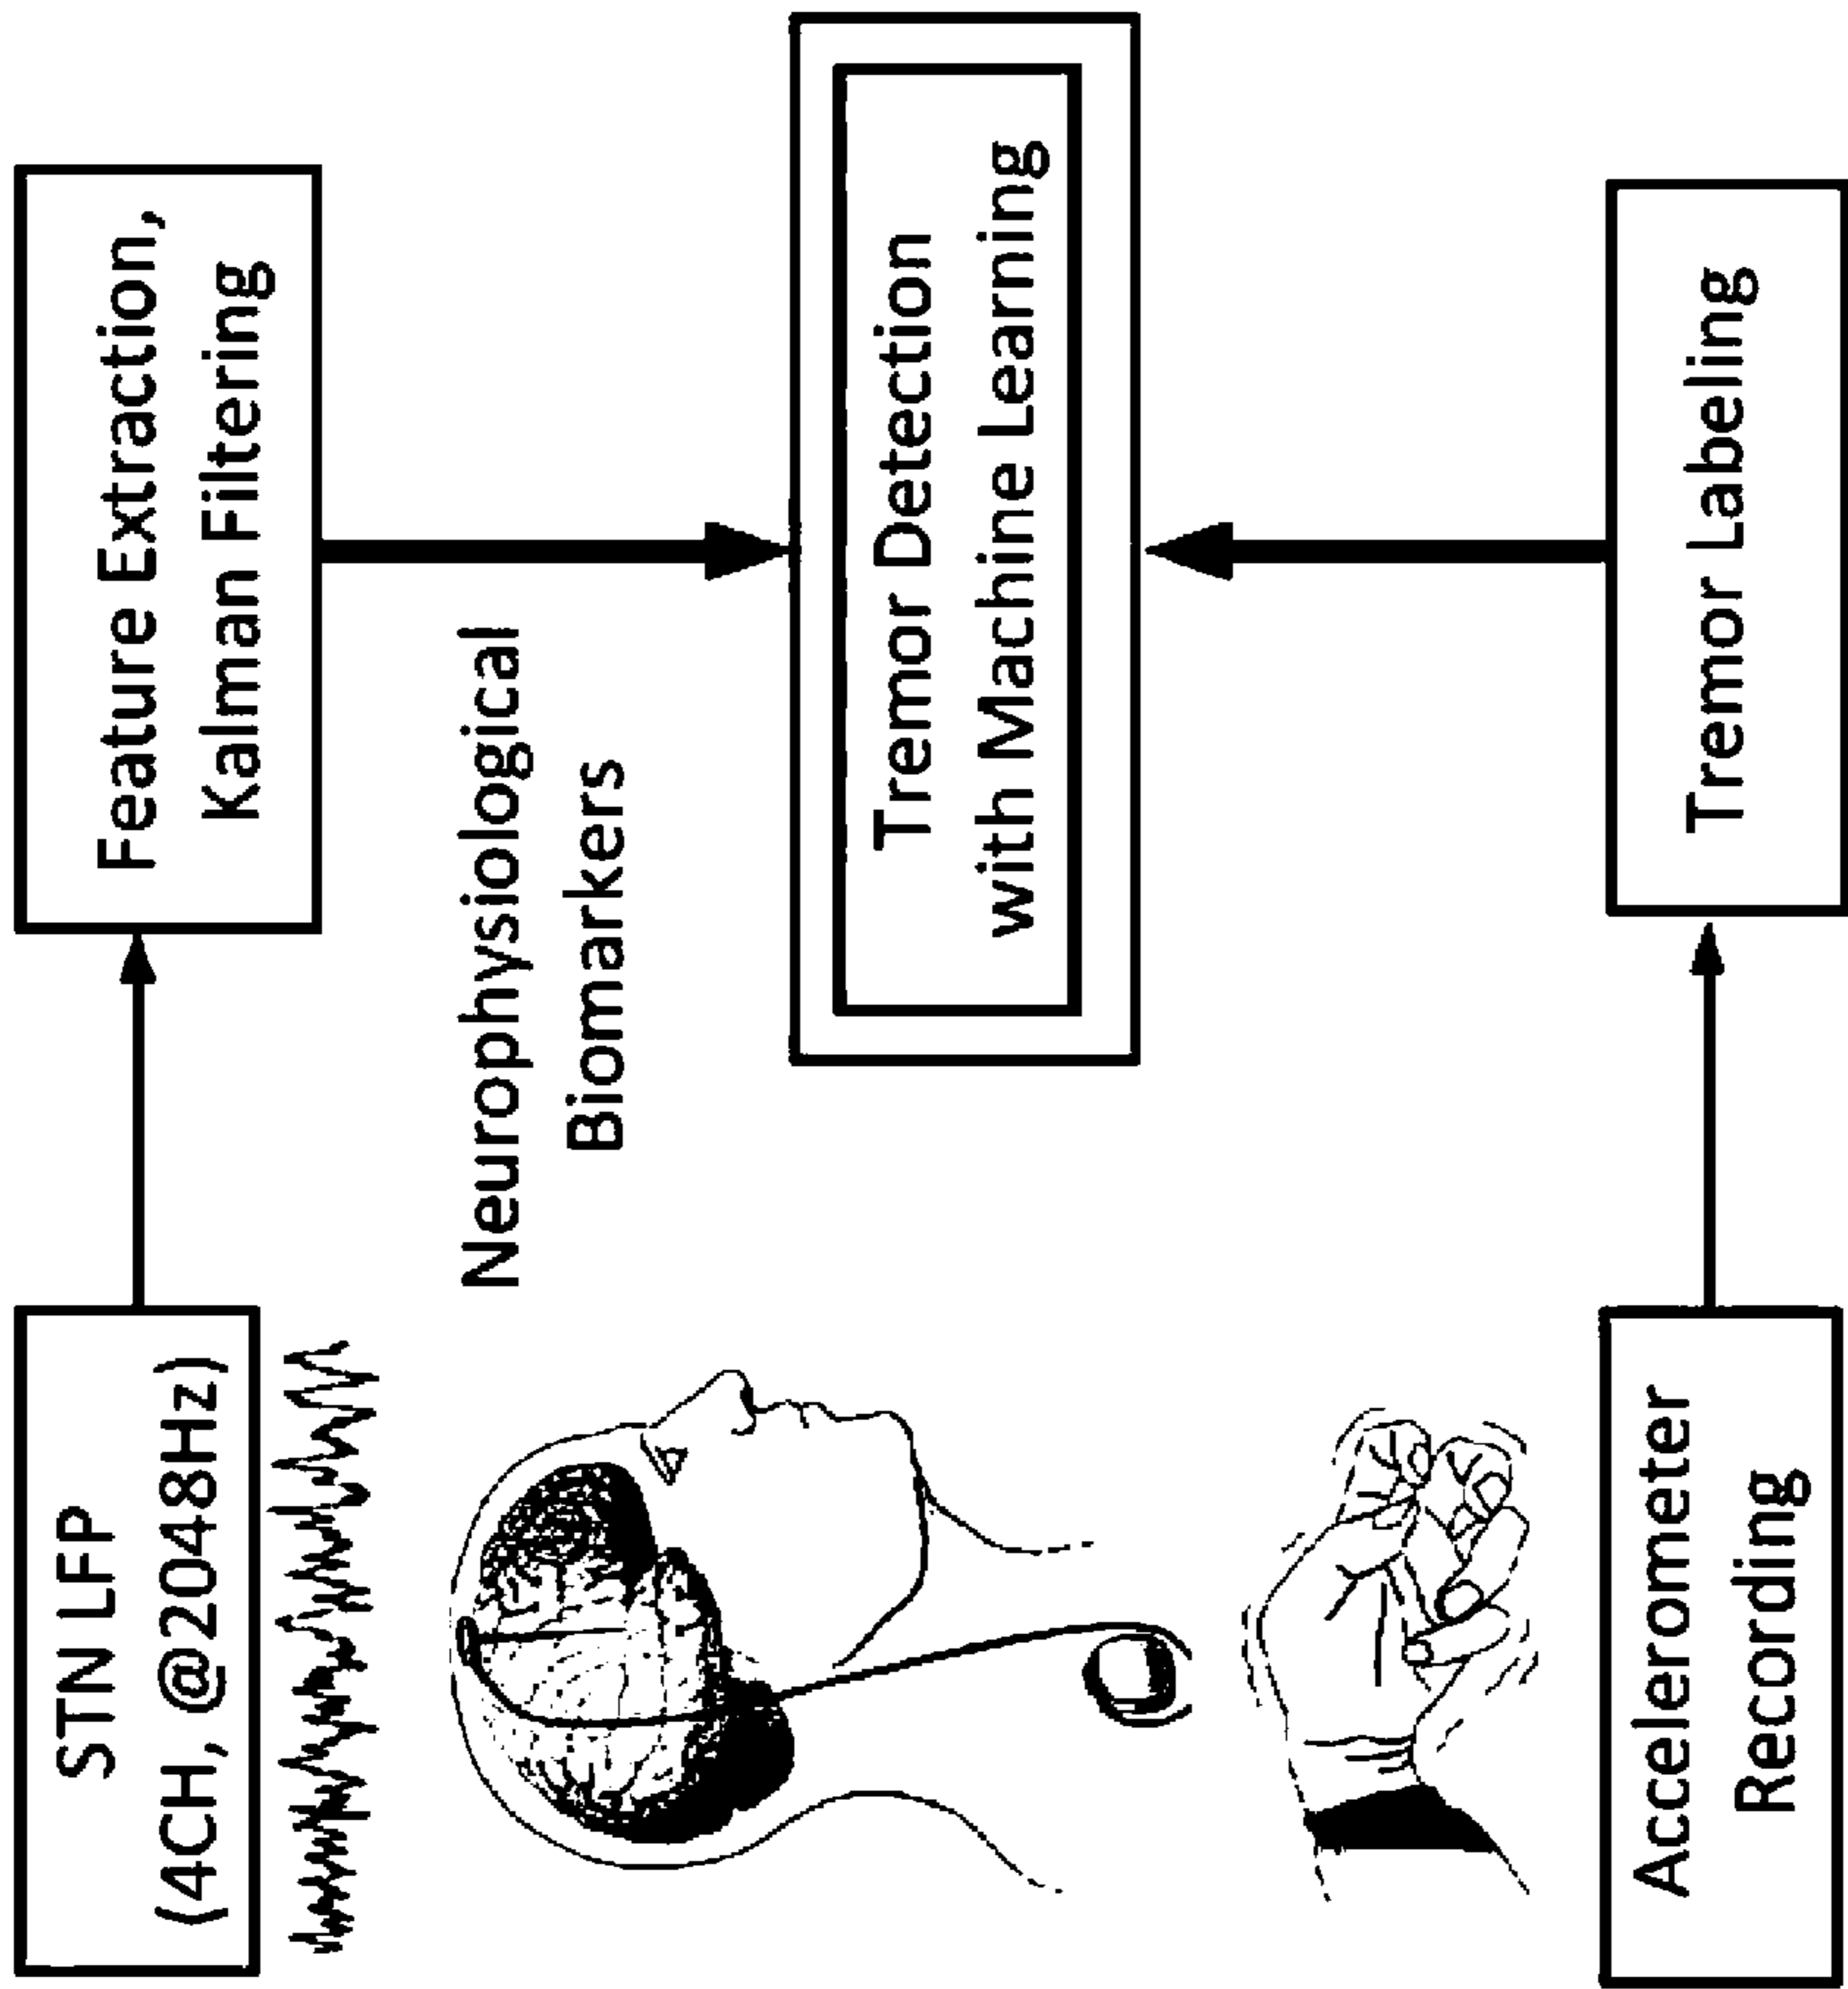 STN LFP
(4CH, @2048Hz)
Feature Extraction,
Kalman Filtering
Neurophysiological
Biomarkers
Tremor Detection
with Machine Learning
Accelerometer
Recording
Tremor Labeling